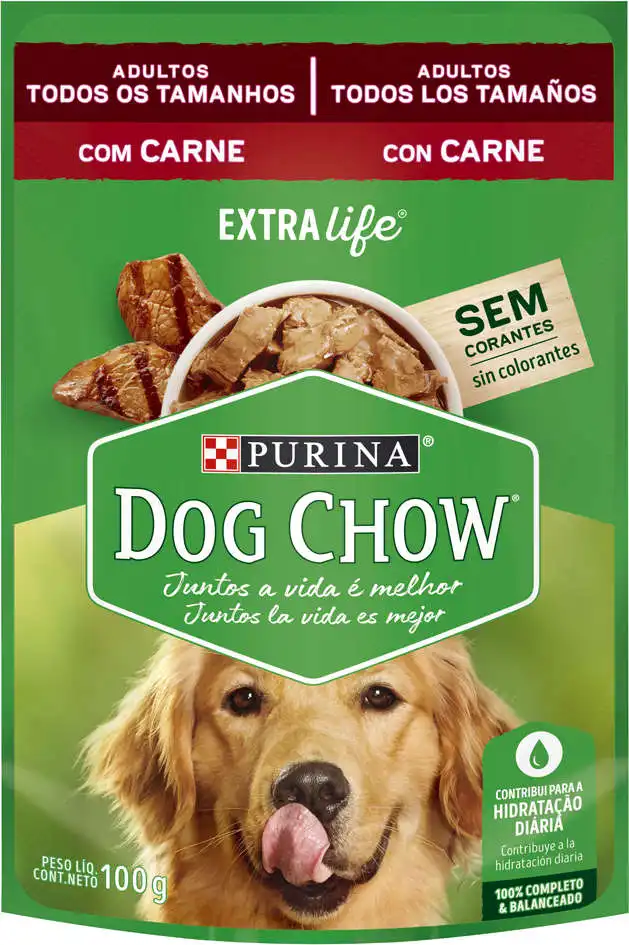 ADULTOS
TODOS OS TAMANHOS
ADULTOS
TODOS LOS TAMAÑOS
COM CARNE
CON CARNE
EXTRA life®
SEM
CORANTES
sin colorantes
PURINA®
DOG CHOW®
Juntos a vida é melhor
Juntos la vida es mejor
CONTRIBUI PARA A
HIDRATAÇÃO
DIÁRIA
Contribuye a la
hidratación diaria
100% COMPLETO
& BALANCEADO
PESO LÍQ.
CONT.NETO 100g